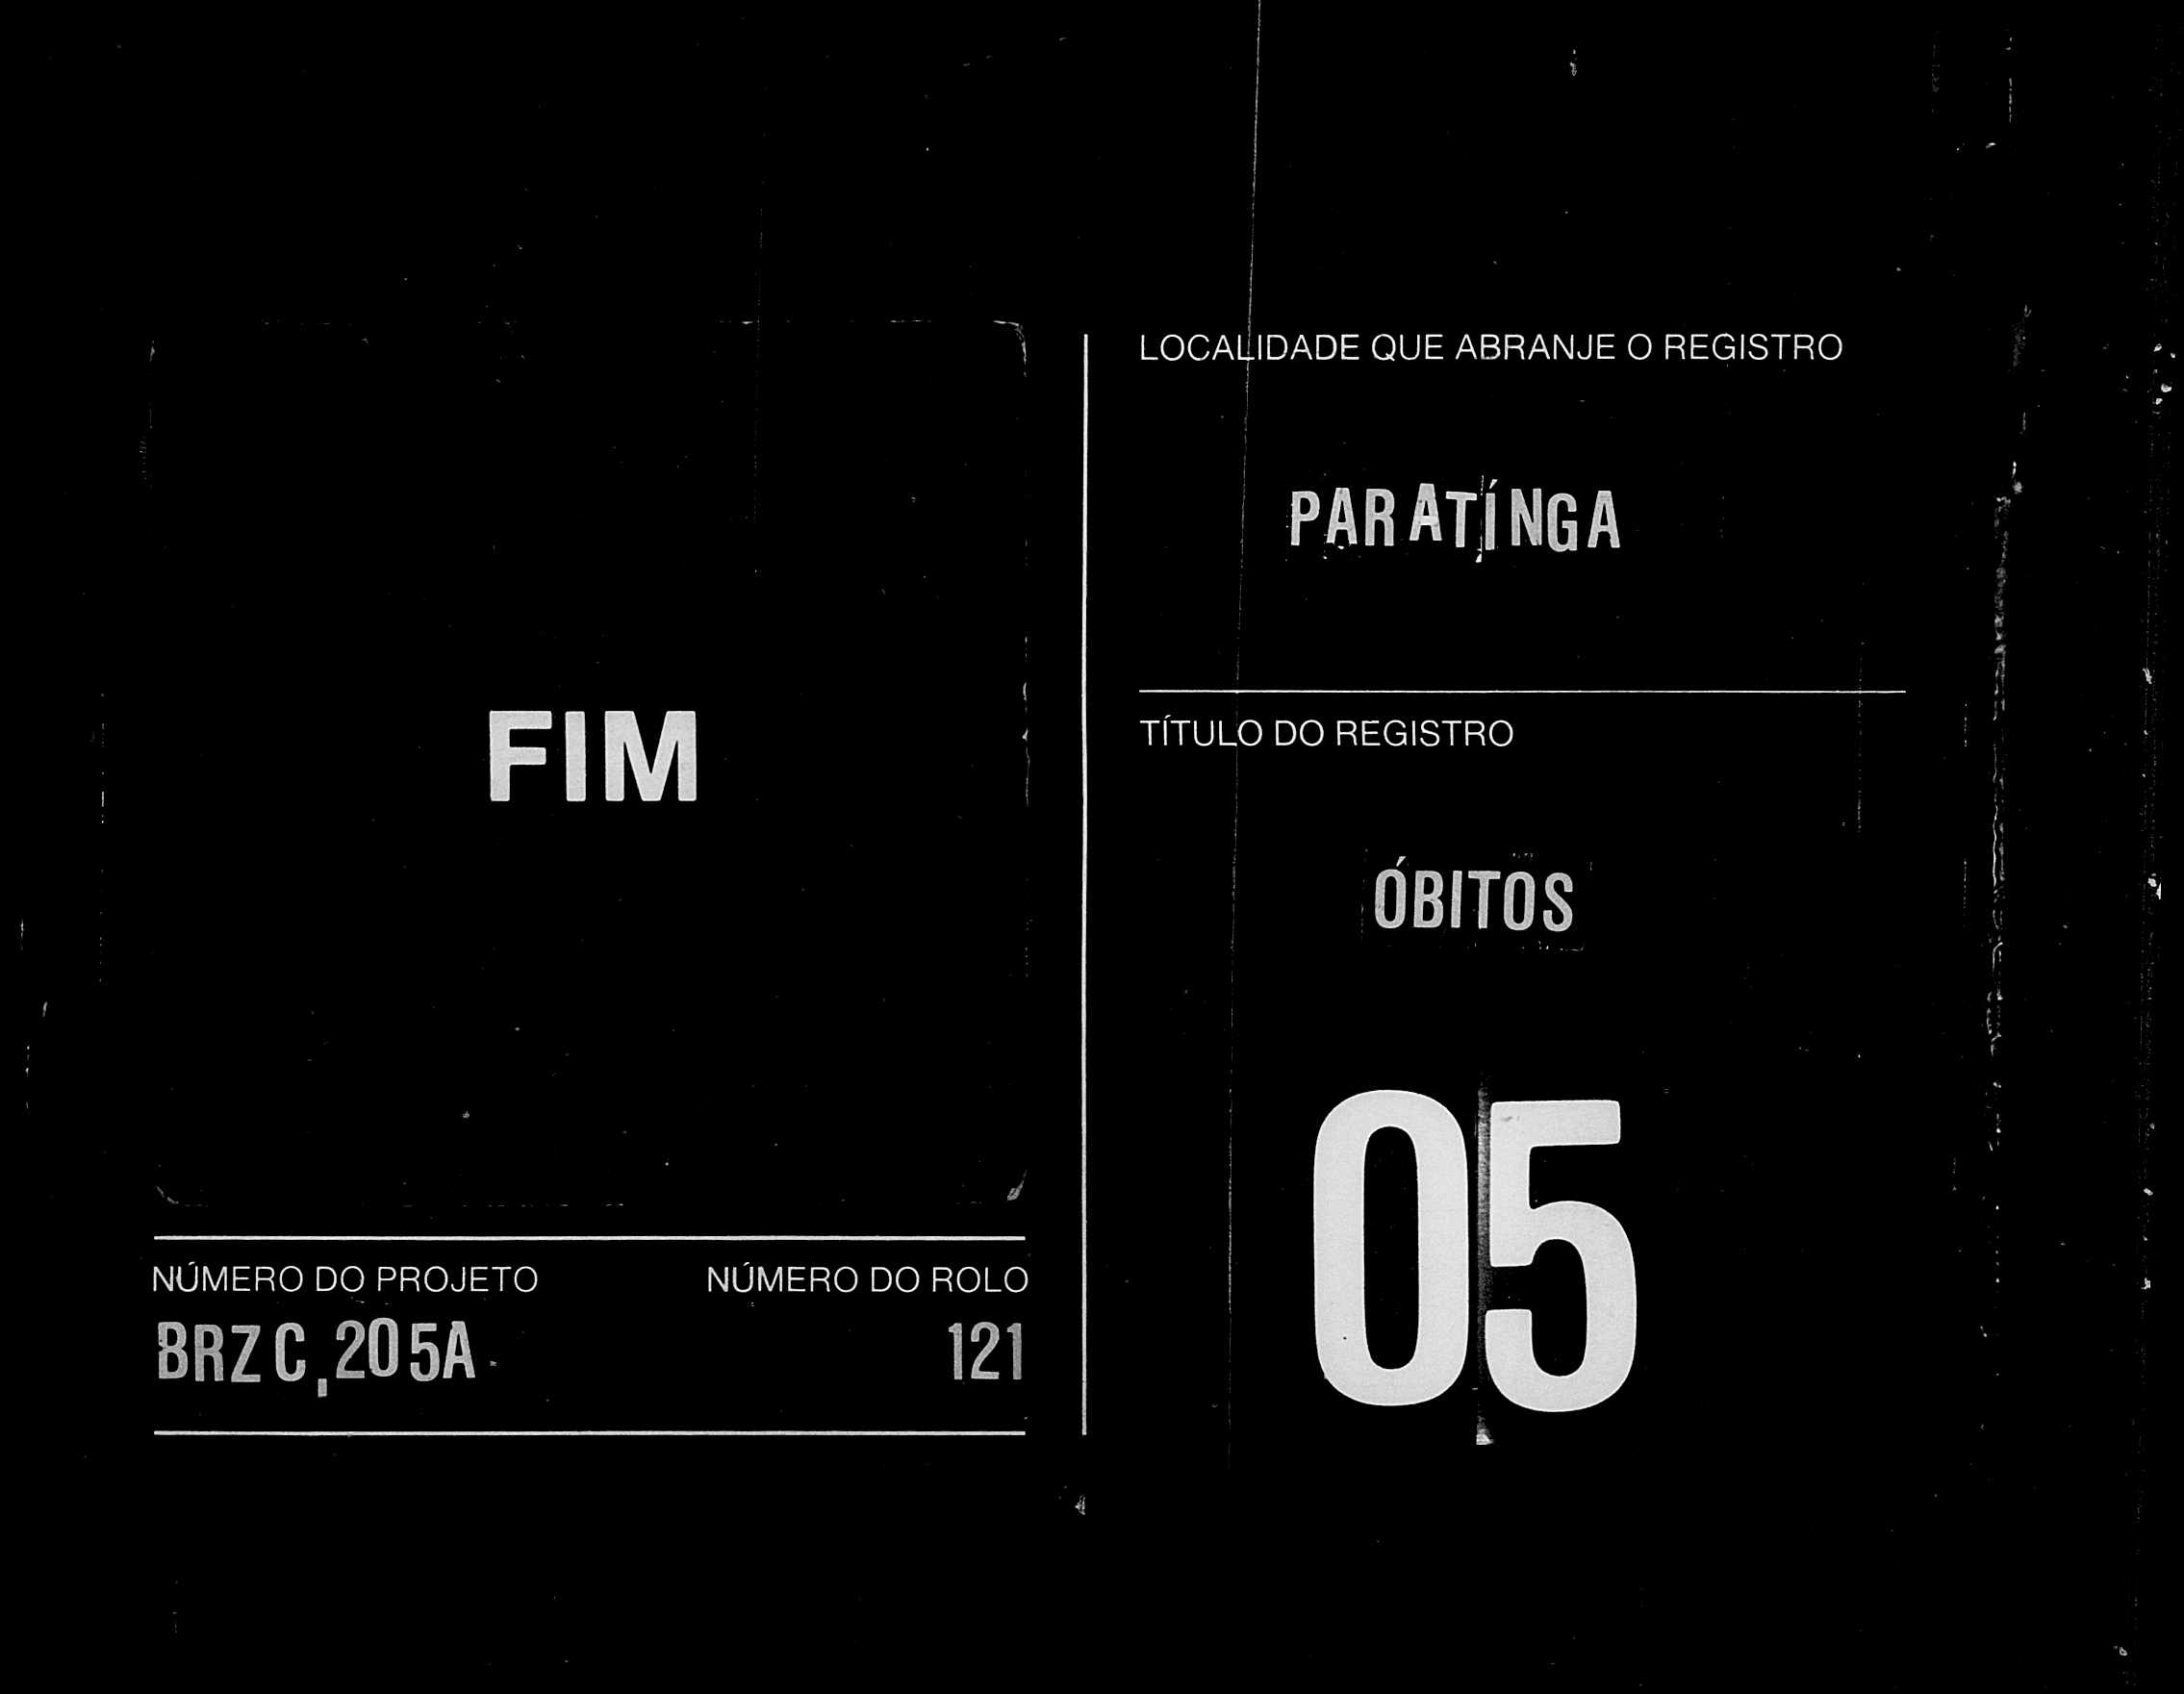 FIM
NÚMERO DO PROJETO
BRZ C,205A
NÚMERO DO ROLO
121
LOCALIDADE QUE ABRANJE O REGISTRO
PARATÍNGA
TÍTULO DO REGISTRO
ÓBITOS
05